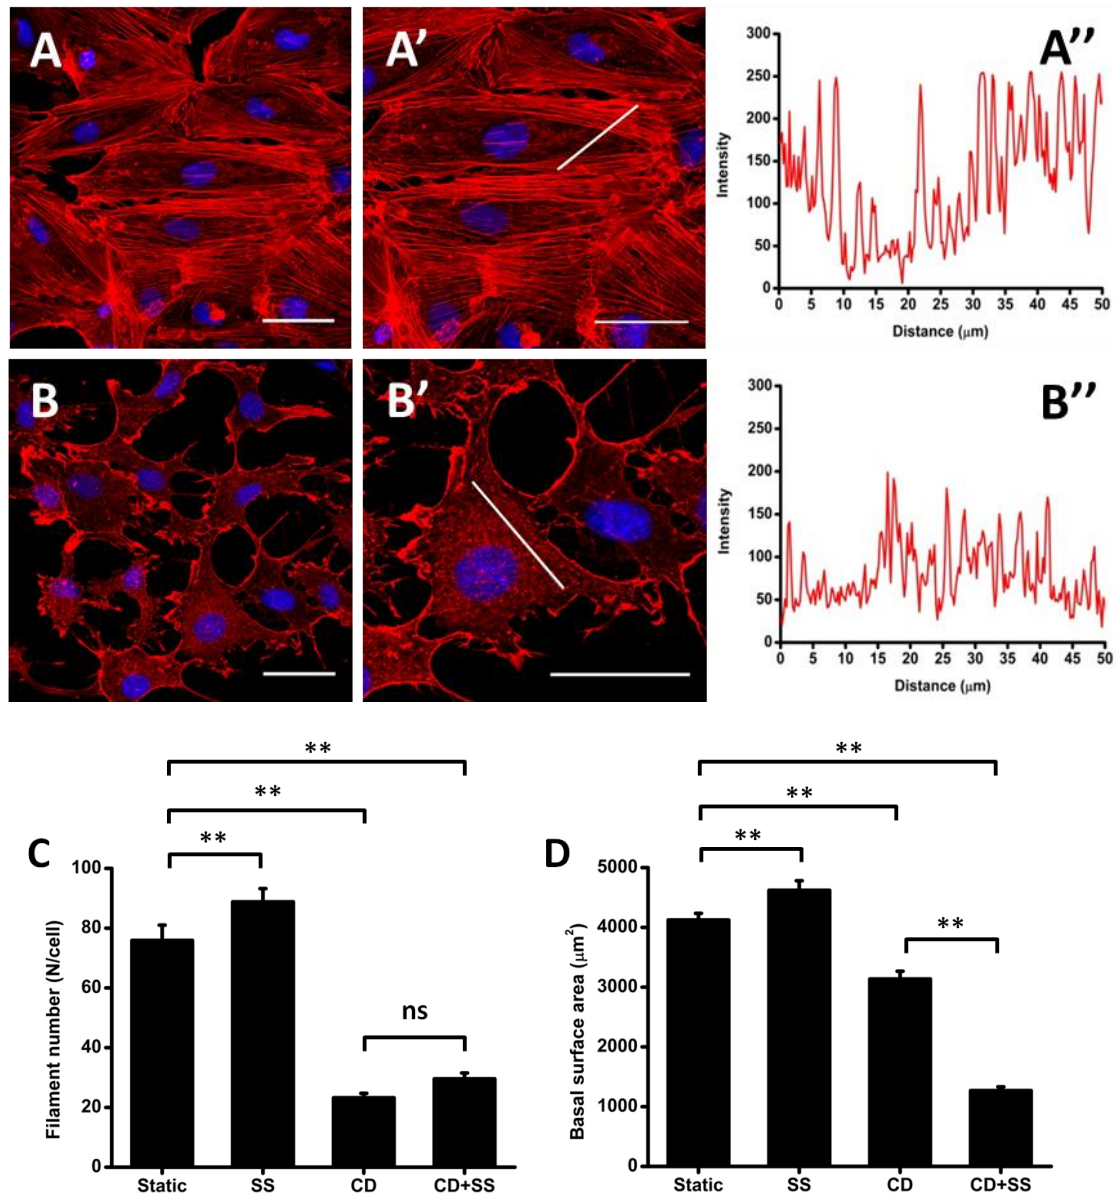 A
A’
A’’
300
250
200
150
100
50
0
Intensity
0 5 10 15 20 25 30 35 40 45 50
Distance (μm)
B
B’
B’’
300
250
200
150
100
50
0
Intensity
0 5 10 15 20 25 30 35 40 45 50
Distance (μm)
C
**
**
**
ns
100
80
60
40
20
0
Filament number (N/cell)
Static SS CD CD+SS
D
**
**
**
**
5000
4000
3000
2000
1000
0
Basal surface area (μm²)
Static SS CD CD+SS